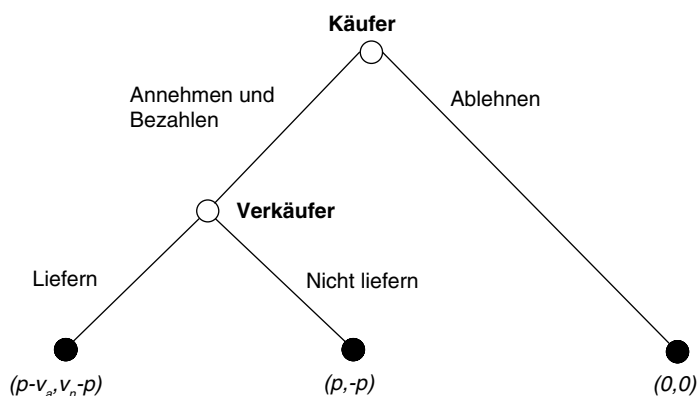 Käufer
Annehmen und
Bezahlen
Ablehnen
Verkäufer
Liefern
Nicht liefern
(p-vₐ,vₙ-p)
(p,-p)
(0,0)